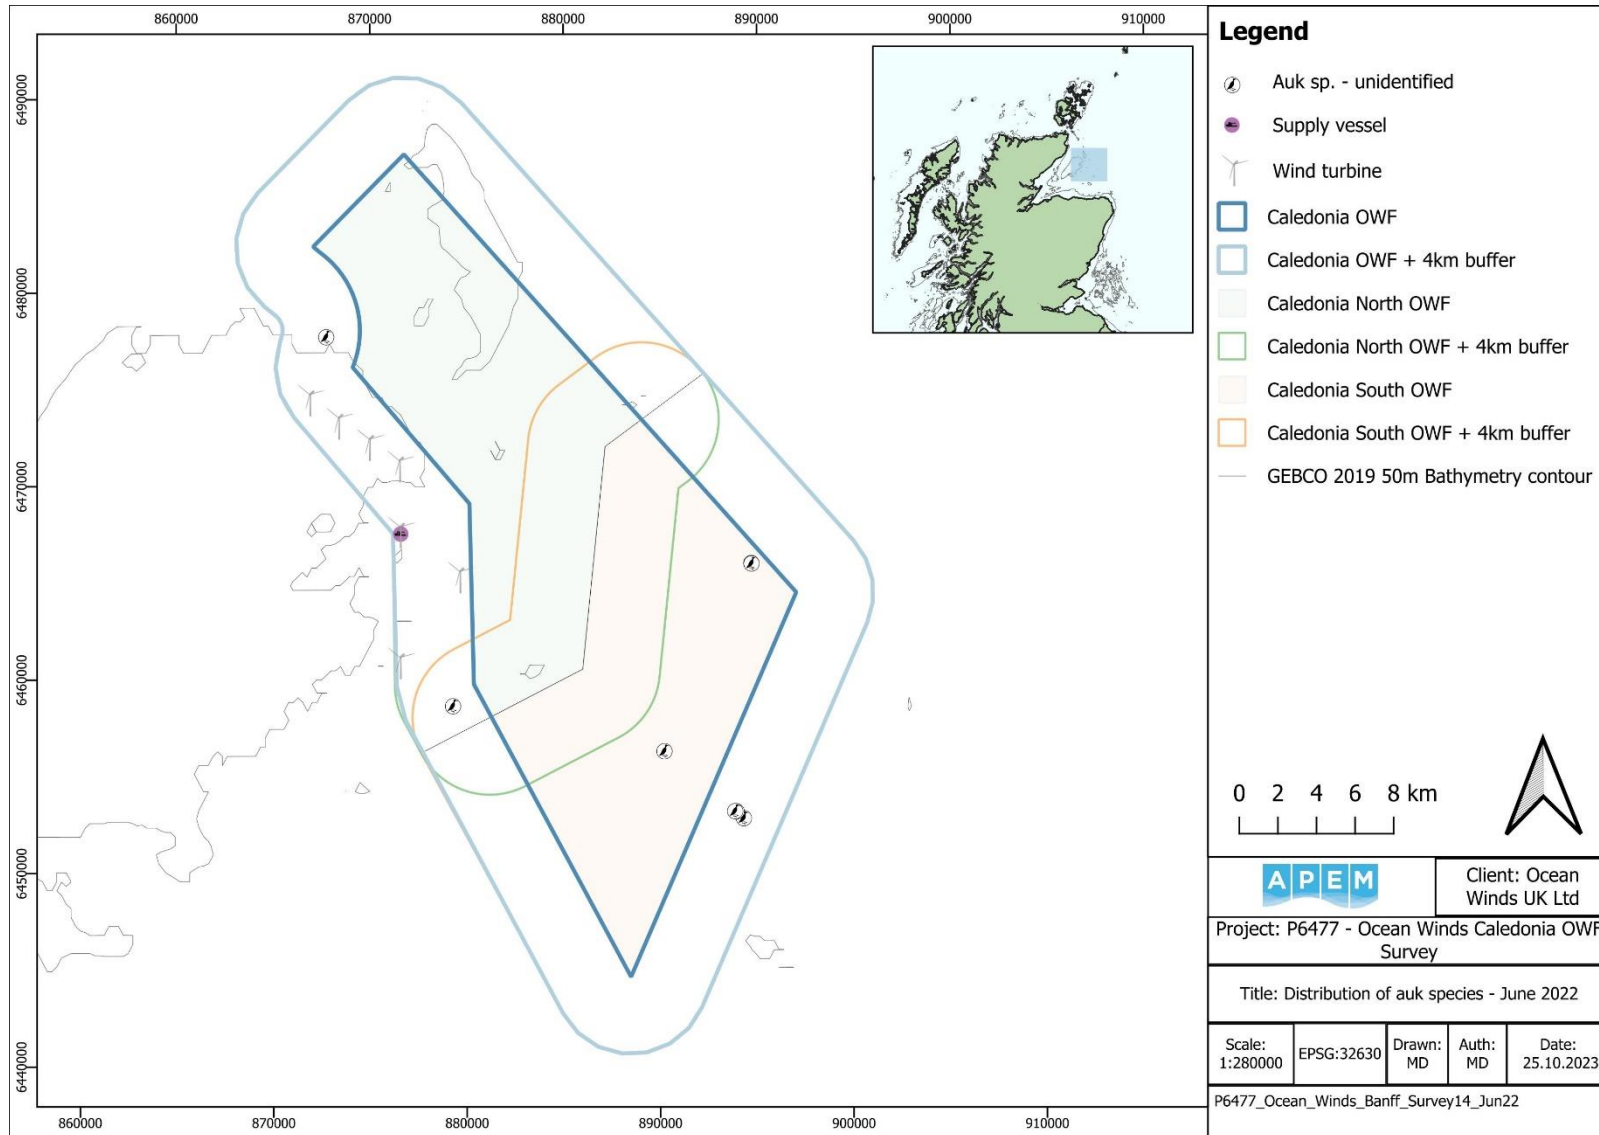 860000 870000 880000 890000 900000 910000
6490000
6480000
6470000
6460000
6450000
6440000
860000 870000 880000 890000 900000 910000
Legend
Auk sp. - unidentified
Supply vessel
Wind turbine
Caledonia OWF
Caledonia OWF + 4km buffer
Caledonia North OWF
Caledonia North OWF + 4km buffer
Caledonia South OWF
Caledonia South OWF + 4km buffer
GEBCO 2019 50m Bathymetry contour
0 2 4 6 8 km
APEM
Client: Ocean
Winds UK Ltd
Project: P6477 - Ocean Winds Caledonia OWF
Survey
Title: Distribution of auk species - June 2022
Scale:
1:280000
EPSG:32630
Drawn:
MD
Auth:
MD
Date:
25.10.2023
P6477_Ocean_Winds_Banff_Survey14_Jun22